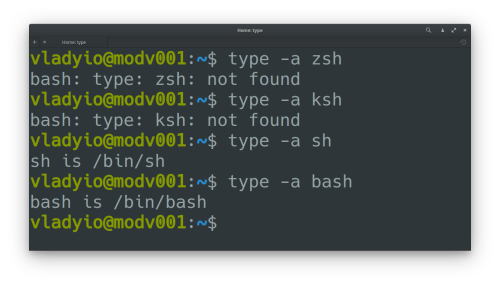 Home: type
Home: type
vladyio@modv001:~$ type -a zsh
bash: type: zsh: not found
vladyio@modv001:~$ type -a ksh
bash: type: ksh: not found
vladyio@modv001:~$ type -a sh
sh is /bin/sh
vladyio@modv001:~$ type -a bash
bash is /bin/bash
vladyio@modv001:~$